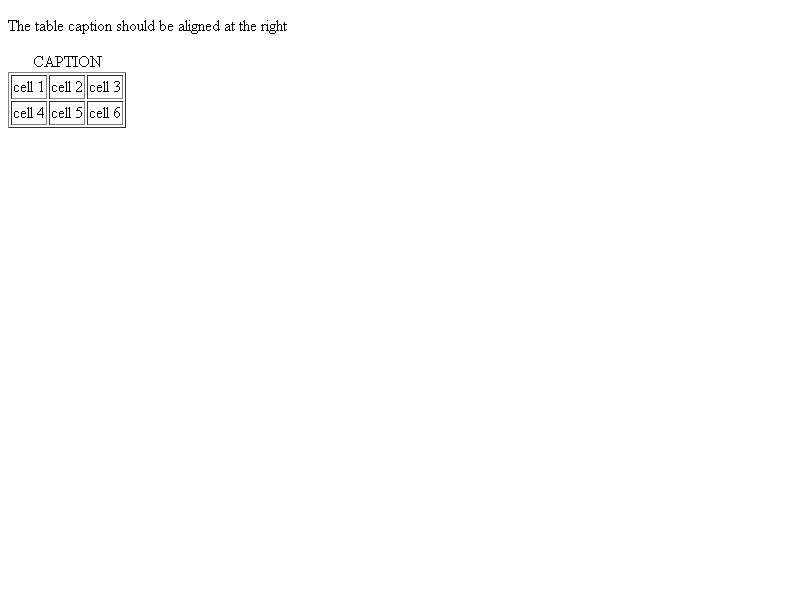 The table caption should be aligned at the right
CAPTION
cell 1 cell 2 cell 3
cell 4 cell 5 cell 6